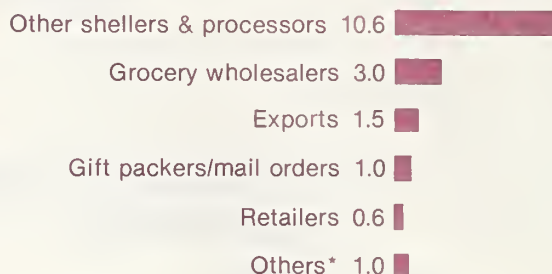 Other shellers & processors 10.6
Grocery wholesalers 3.0
Exports 1.5
Gift packers/mail orders 1.0
Retailers 0.6
Others* 1.0